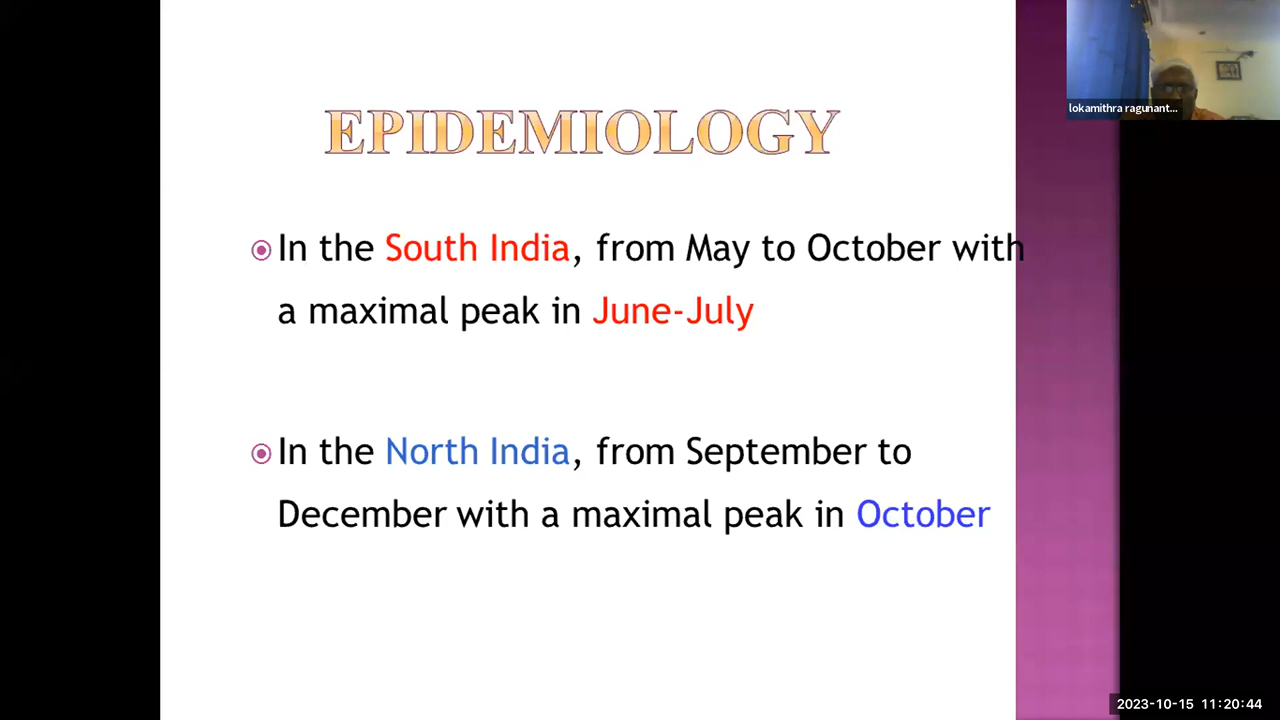 lokamithra ragunant...
EPIDEMIOLOGY
In the South India, from May to October with
a maximal peak in June-July
In the North India, from September to
December with a maximal peak in October
2023-10-15 11:20:44